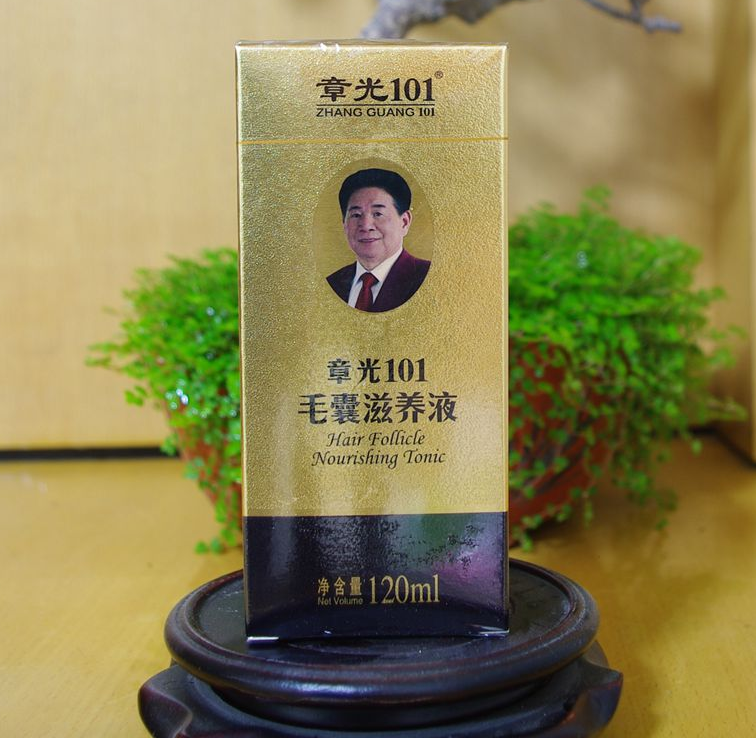 章光101®
ZHANG GUANG 101
章光101
毛囊滋养液
Hair Follicle
Nourishing Tonic
净含量 120ml
Net Volume